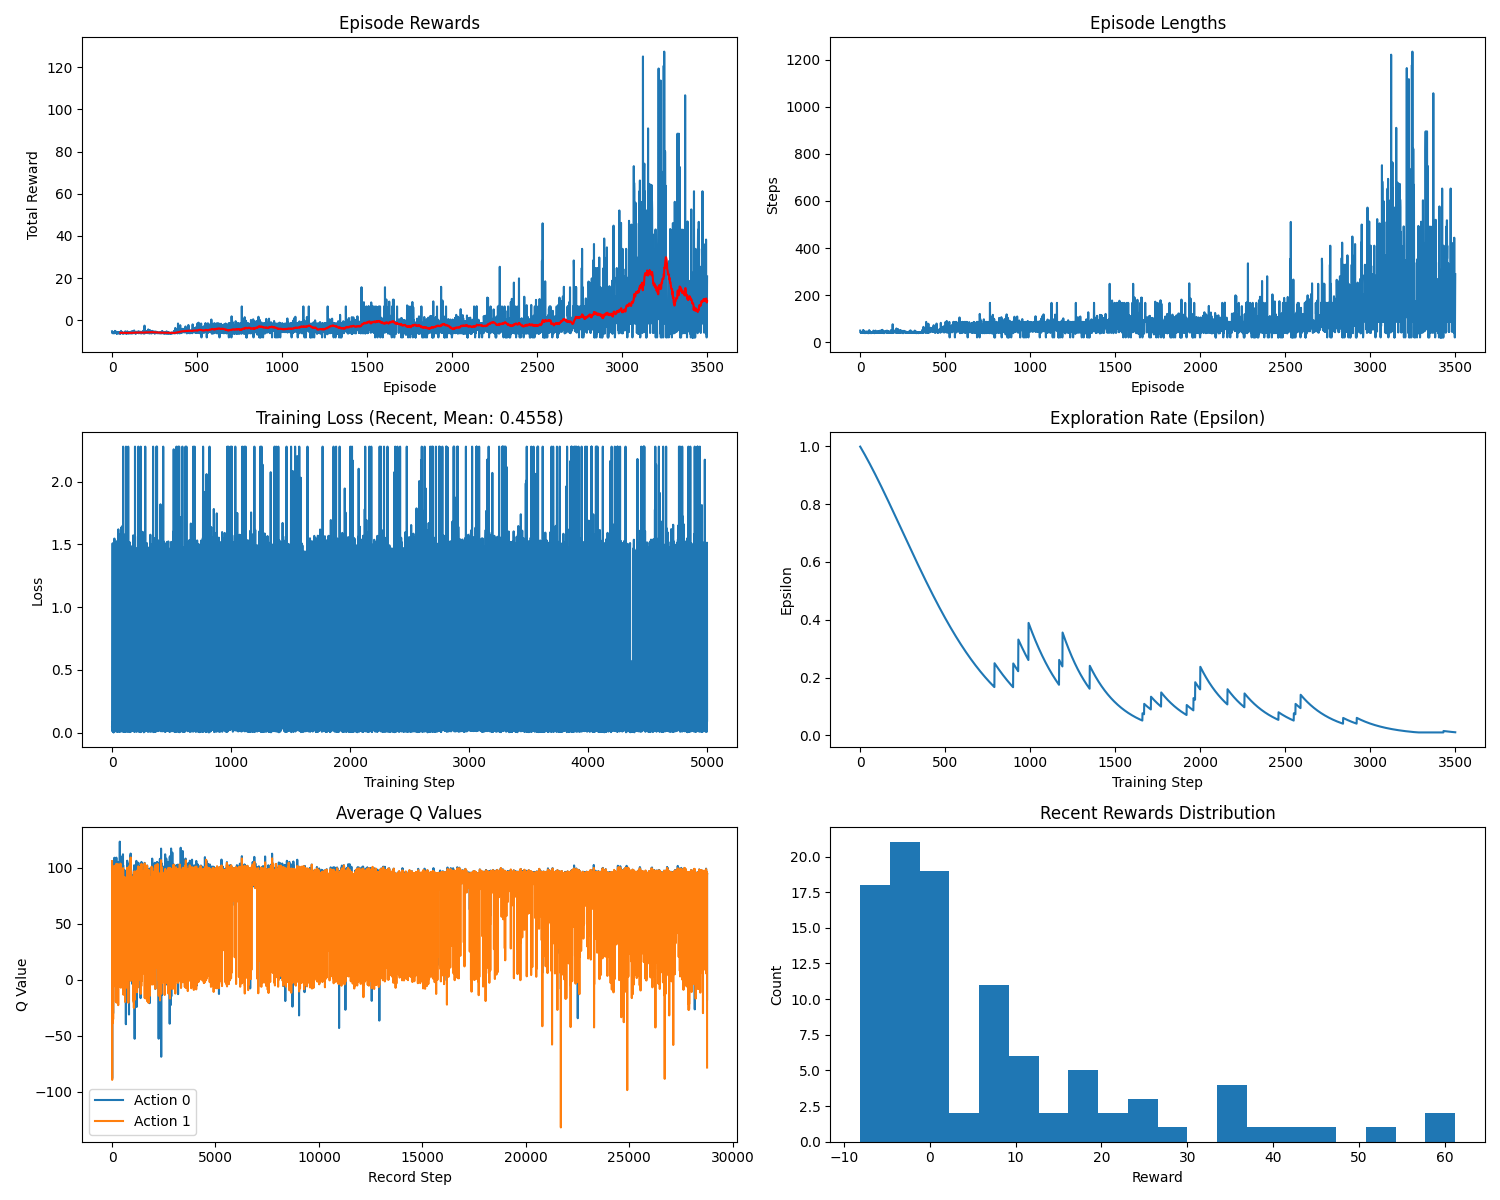 Episode Rewards
Total Reward
120
100
80
60
40
20
0
0 500 1000 1500 2000 2500 3000 3500
Episode
Episode Lengths
Steps
1200
1000
800
600
400
200
0
0 500 1000 1500 2000 2500 3000 3500
Episode
Training Loss (Recent, Mean: 0.4558)
Loss
2.0
1.5
1.0
0.5
0.0
0 1000 2000 3000 4000 5000
Training Step
Exploration Rate (Epsilon)
Epsilon
1.0
0.8
0.6
0.4
0.2
0.0
0 500 1000 1500 2000 2500 3000 3500
Training Step
Average Q Values
Q Value
100
50
0
−50
−100
Action 0
Action 1
0 5000 10000 15000 20000 25000 30000
Record Step
Recent Rewards Distribution
Count
20.0
17.5
15.0
12.5
10.0
7.5
5.0
2.5
0.0
−10 0 10 20 30 40 50 60
Reward